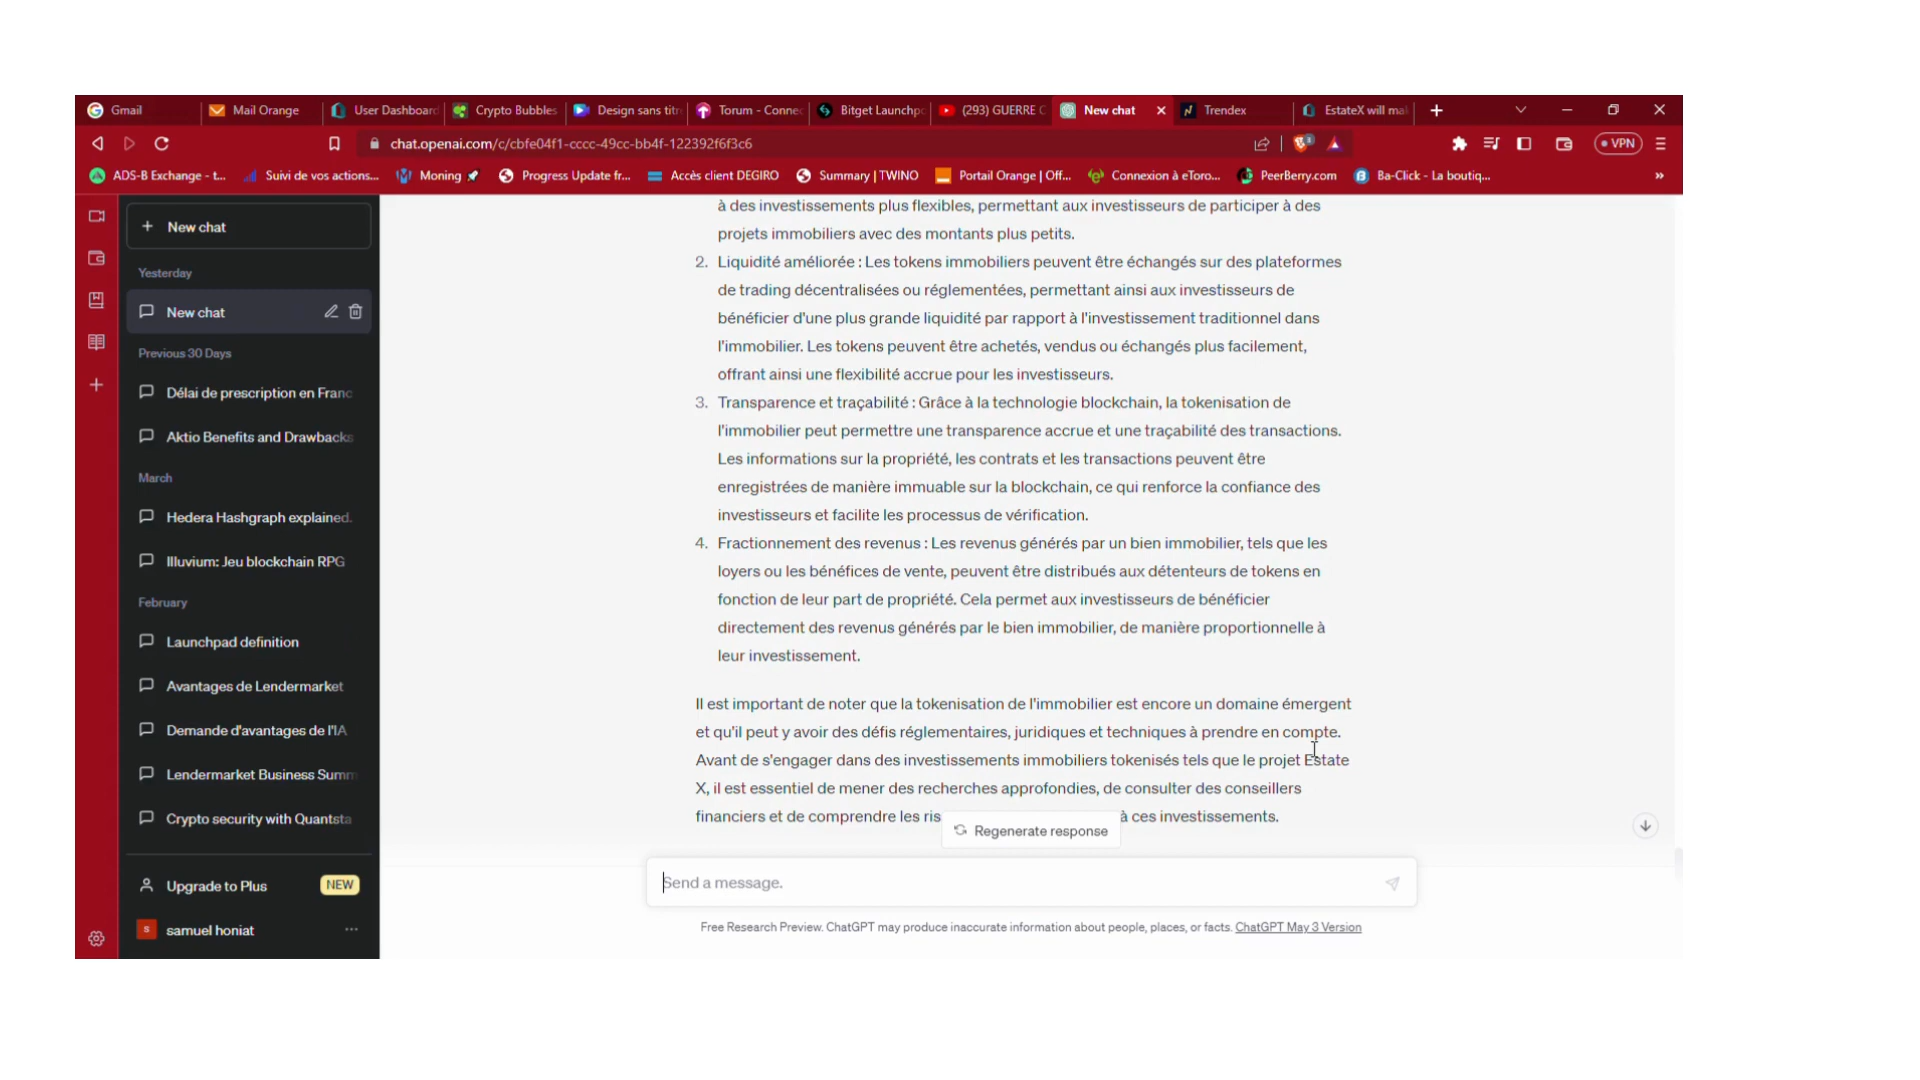 Gmail
Mail Orange
User Dashboard
Crypto Bubbles
Design sans titr
Torum - Connec
Bitget Launchpo
(293) GUERRE C
New chat
Trendex
EstateX will mak
chat.openai.com/c/cbfe04f1-cccc-49cc-bb4f-122392f6f3c6
VPN
ADS-B Exchange - t...
Suivi de vos actions...
Moning
Progress Update fr...
Accès client DEGIRO
Summary | TWINO
Portail Orange | Off...
Connexion à eToro...
PeerBerry.com
Ba-Click - La boutiq...
New chat
Yesterday
New chat
Previous 30 Days
Délai de prescription en Franc
Aktio Benefits and Drawbacks
March
Hedera Hashgraph explained.
Illuvium: Jeu blockchain RPG
February
Launchpad definition
Avantages de Lendermarket
Demande d'avantages de l'IA
Lendermarket Business Summ
Crypto security with Quantsta
Upgrade to Plus
NEW
s
samuel honiat
à des investissements plus flexibles, permettant aux investisseurs de participer à des
projets immobiliers avec des montants plus petits.
2. Liquidité améliorée : Les tokens immobiliers peuvent être échangés sur des plateformes
de trading décentralisées ou réglementées, permettant ainsi aux investisseurs de
bénéficier d'une plus grande liquidité par rapport à l'investissement traditionnel dans
l'immobilier. Les tokens peuvent être achetés, vendus ou échangés plus facilement,
offrant ainsi une flexibilité accrue pour les investisseurs.
3. Transparence et traçabilité : Grâce à la technologie blockchain, la tokenisation de
l'immobilier peut permettre une transparence accrue et une traçabilité des transactions.
Les informations sur la propriété, les contrats et les transactions peuvent être
enregistrées de manière immuable sur la blockchain, ce qui renforce la confiance des
investisseurs et facilite les processus de vérification.
4. Fractionnement des revenus : Les revenus générés par un bien immobilier, tels que les
loyers ou les bénéfices de vente, peuvent être distribués aux détenteurs de tokens en
fonction de leur part de propriété. Cela permet aux investisseurs de bénéficier
directement des revenus générés par le bien immobilier, de manière proportionnelle à
leur investissement.
Il est important de noter que la tokenisation de l'immobilier est encore un domaine émergent
et qu'il peut y avoir des défis réglementaires, juridiques et techniques à prendre en compte.
Avant de s'engager dans des investissements immobiliers tokenisés tels que le projet Estate
X, il est essentiel de mener des recherches approfondies, de consulter des conseillers
financiers et de comprendre les ris à ces investissements.
Regenerate response
Send a message.
Free Research Preview. ChatGPT may produce inaccurate information about people, places, or facts. ChatGPT May 3 Version